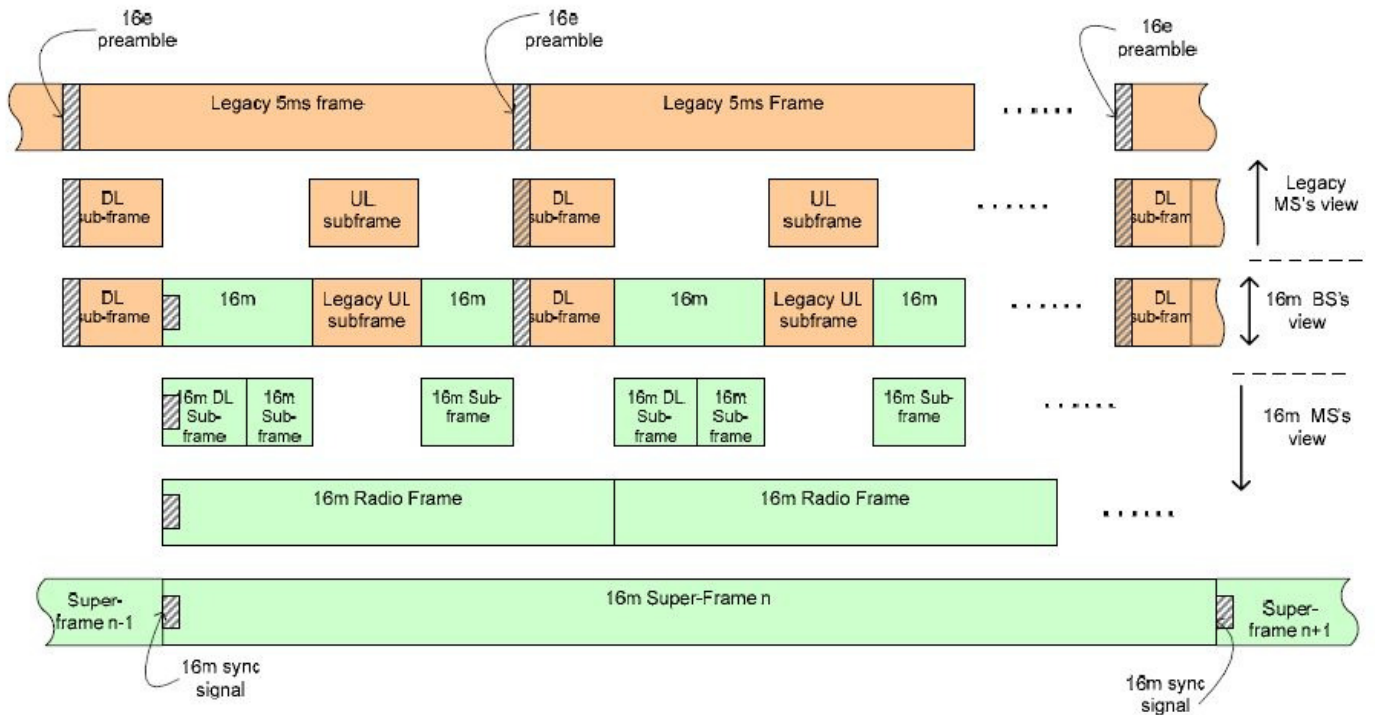 16e
preamble
16e
preamble
16e
preamble
Legacy 5ms frame
Legacy 5ms Frame
DL
sub-frame
UL
subframe
DL
sub-frame
UL
subframe
DL
sub-fram
Legacy
MS's view
DL
sub-frame
16m
Legacy UL
subframe
16m
DL
sub-frame
16m
Legacy UL
subframe
16m
DL
sub-fram
16m BS's
view
16m DL
Sub-
frame
16m
Sub-
frame
16m Sub-
frame
16m DL
Sub-
frame
16m
Sub-
frame
16m Sub-
frame
16m MS's
view
16m Radio Frame
16m Radio Frame
Super-
frame n-1
16m Super-Frame n
Super-
frame n+1
16m sync
signal
16m sync
signal